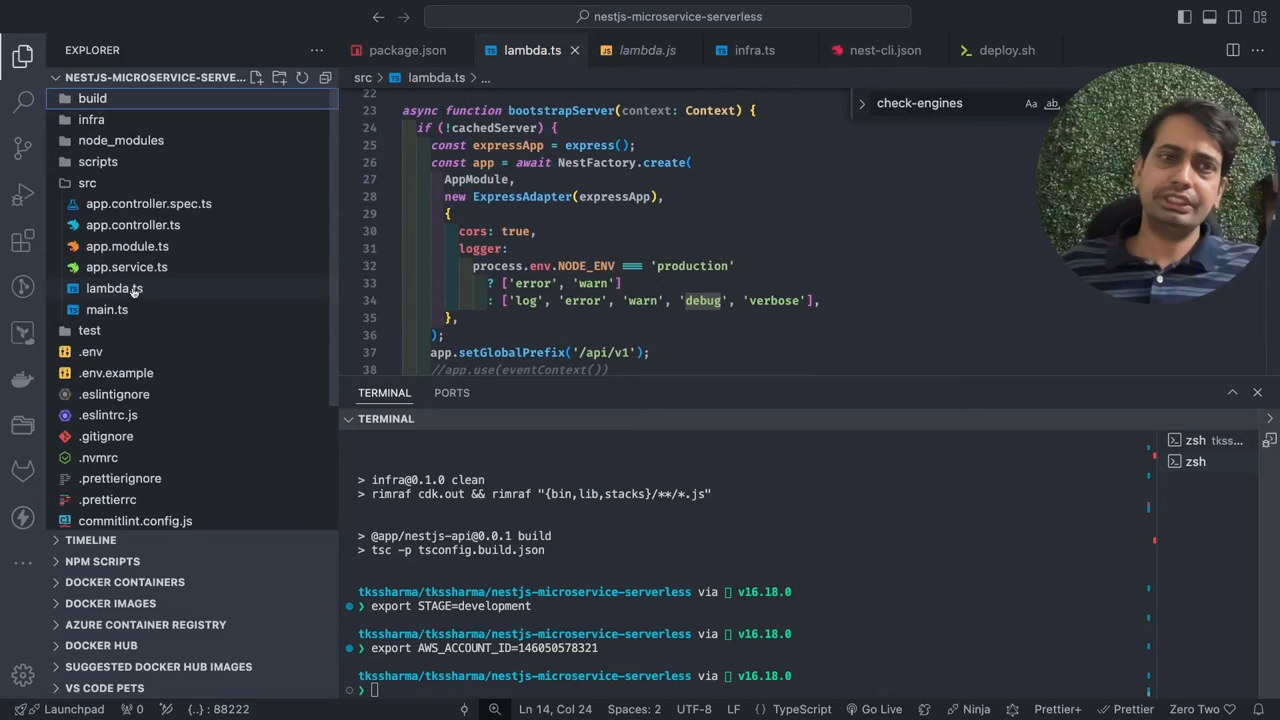 nestjs-microservice-serverless
EXPLORER
NESTJS-MICROSERVICE-SERVE...
build
infra
node_modules
scripts
src
app.controller.spec.ts
app.controller.ts
app.module.ts
app.service.ts
lambda.ts
main.ts
test
.env
.env.example
.eslintignore
.eslintrc.js
.gitignore
.nvmrc
.prettierignore
.prettierrc
commitlint.config.js
TIMELINE
NPM SCRIPTS
DOCKER CONTAINERS
DOCKER IMAGES
AZURE CONTAINER REGISTRY
DOCKER HUB
SUGGESTED DOCKER HUB IMAGES
VS CODE PETS
package.json
lambda.ts
lambda.js
infra.ts
nest-cli.json
deploy.sh
src > lambda.ts > ...
check-engines
Aa ab
22
23 async function bootstrapServer(context: Context) {
24 if (!cachedServer) {
25 const expressApp = express();
26 const app = await NestFactory.create(
27 AppModule,
28 new ExpressAdapter(expressApp),
29 {
30 cors: true,
31 logger:
32 process.env.NODE_ENV === 'production'
33 ? ['error', 'warn']
34 : ['log', 'error', 'warn', 'debug', 'verbose'],
35 },
36 );
37 app.setGlobalPrefix('/api/v1');
38 //app.use(eventContext())
TERMINAL PORTS
TERMINAL
> infra@0.1.0 clean
> rimraf cdk.out && rimraf "{bin,lib,stacks}/**/*.js"
> @app/nestjs-api@0.0.1 build
> tsc -p tsconfig.build.json
tkssharma/tkssharma/nestjs-microservice-serverless via v16.18.0
❯ export STAGE=development
tkssharma/tkssharma/nestjs-microservice-serverless via v16.18.0
❯ export AWS_ACCOUNT_ID=146050578321
tkssharma/tkssharma/nestjs-microservice-serverless via v16.18.0
❯
zsh tkss...
zsh
Launchpad 0 {..} : 88222 Ln 14, Col 24 Spaces: 2 UTF-8 LF {} TypeScript Go Live Ninja Prettier+ Prettier Zero Two